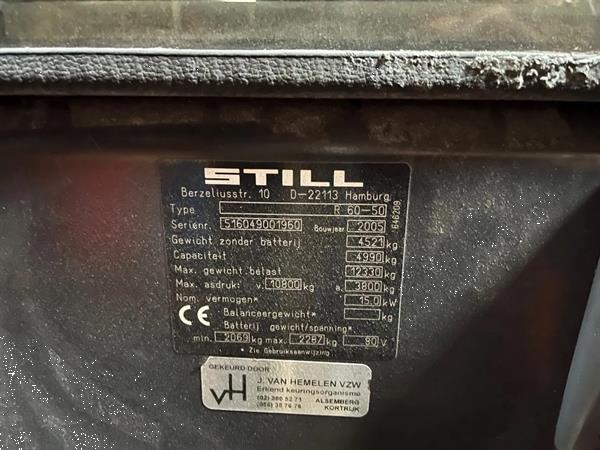 STILL
Berzeliusstr. 10 D-22113 Hamburg
Type R 60-50
Serienr. 516049001960 Bouwjaar 2005
Gewicht zonder batterij 4521 kg
Capaciteit 4990 kg
Max. gewicht belast 12330 kg
Max. asdruk: v. 10800 kg a. 3800 kg
Nom. vermogen* 15.0 kW
CE Balanceergewicht* kg
Batterij gewicht/spanning*
min. 2069 kg max. 2287 kg 80 V
* Zie Gebruiksaanwijzing
646209
GEKEURD DOOR
vH J. VAN HEMELEN VZW
Erkend keuringsorganisme
(02) 380 52 71 ALSEMBERG
(056) 35 76 76 KORTRIJK